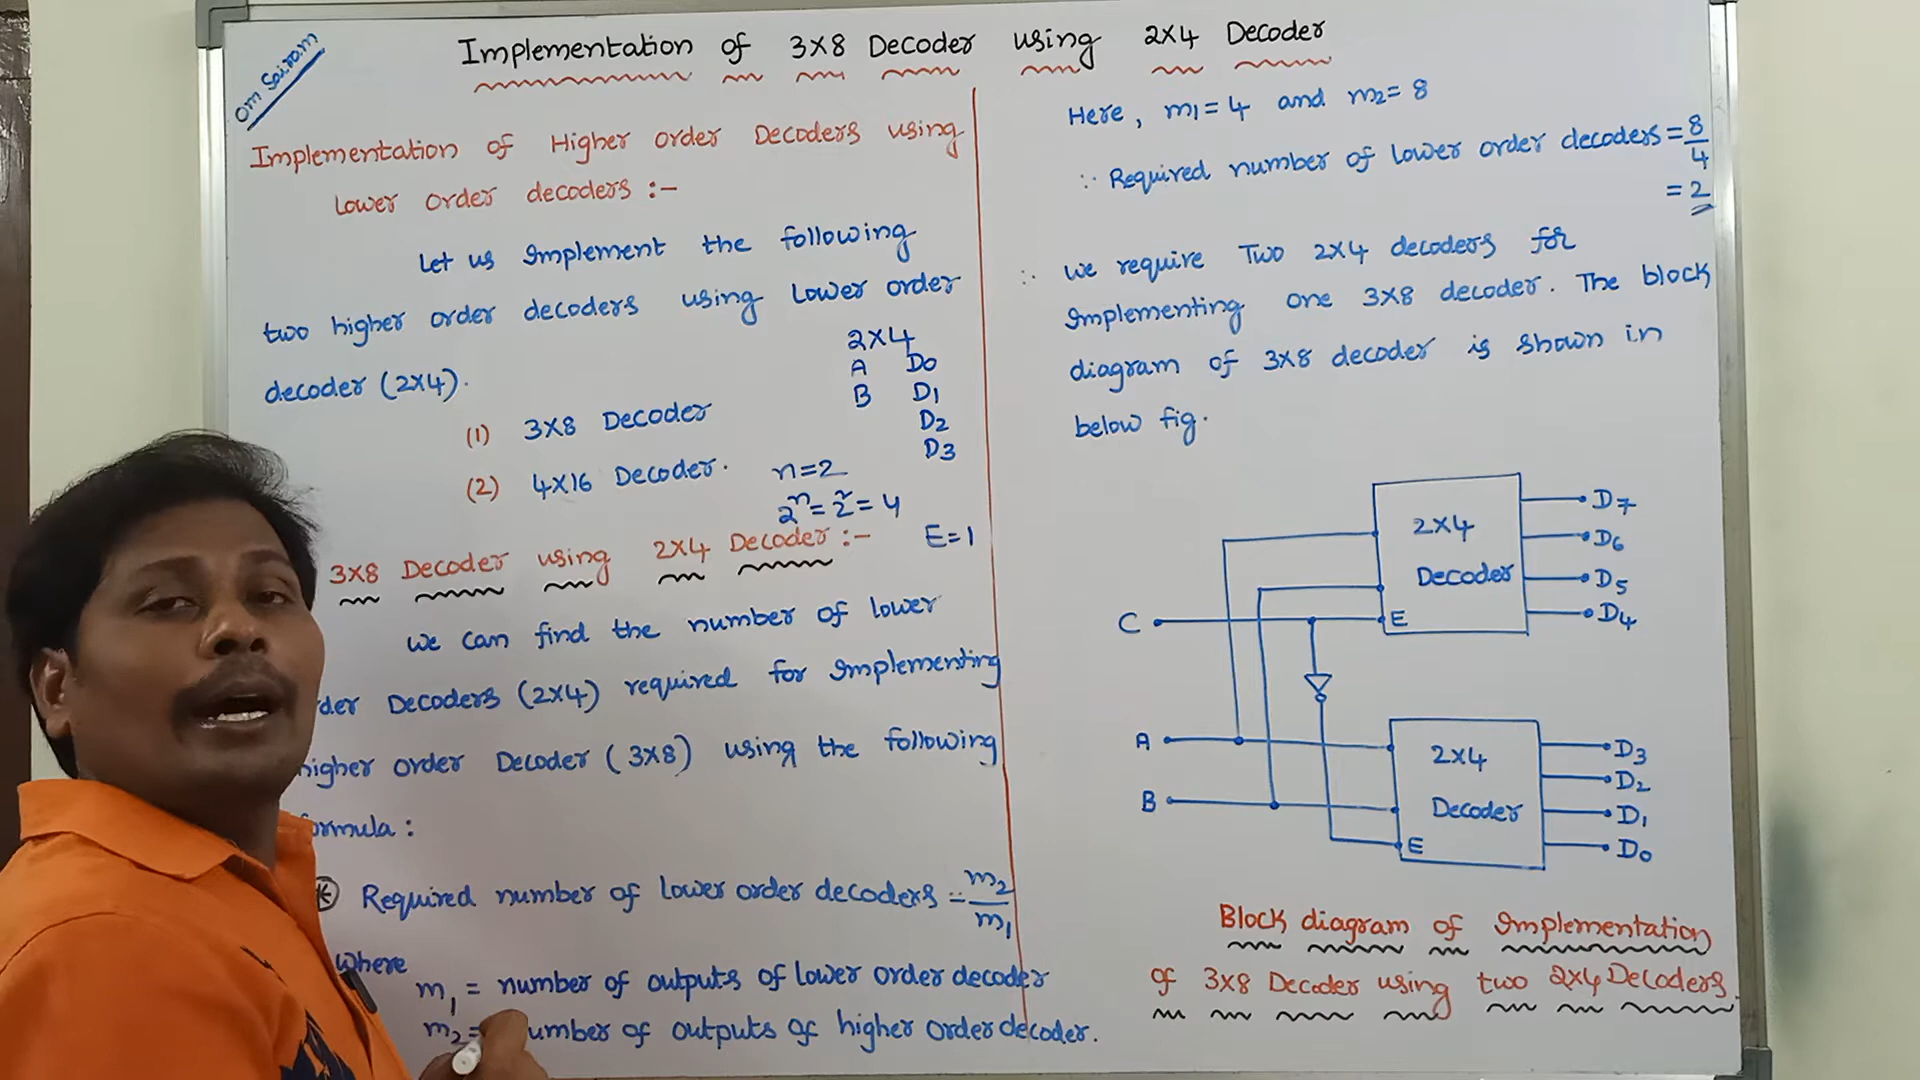 Om Sairam
Implementation of 3X8 Decoder using 2X4 Decoder
Implementation of Higher order Decoders using
Lower order decoders :-
Let us Implement the following
two higher order decoders using Lower order
decoder (2X4).
(1) 3X8 Decoder
(2) 4X16 Decoder.
2X4
A D0
B D1
D2
D3
n=2
2^n = 2^2 = 4
E=1
3X8 Decoder using 2X4 Decoder :-
We can find the number of lower
der Decoders (2X4) required for Implementing
higher order Decoder (3X8) using the following
formula :
Required number of lower order decoders = m2/m1
where
m1 = number of outputs of lower order decoder
m2 = number of outputs of higher order decoder.
Here, m1 = 4 and m2 = 8
∵ Required number of lower order decoders = 8/4
= 2
∴ We require Two 2X4 decoders for
Implementing one 3X8 decoder. The block
diagram of 3X8 decoder is shown in
below fig.
2X4
Decoder
E
D7
D6
D5
D4
C
A
B
2X4
Decoder
E
D3
D2
D1
D0
Block diagram of Implementation
of 3X8 Decoder using two 2X4 Decoders.